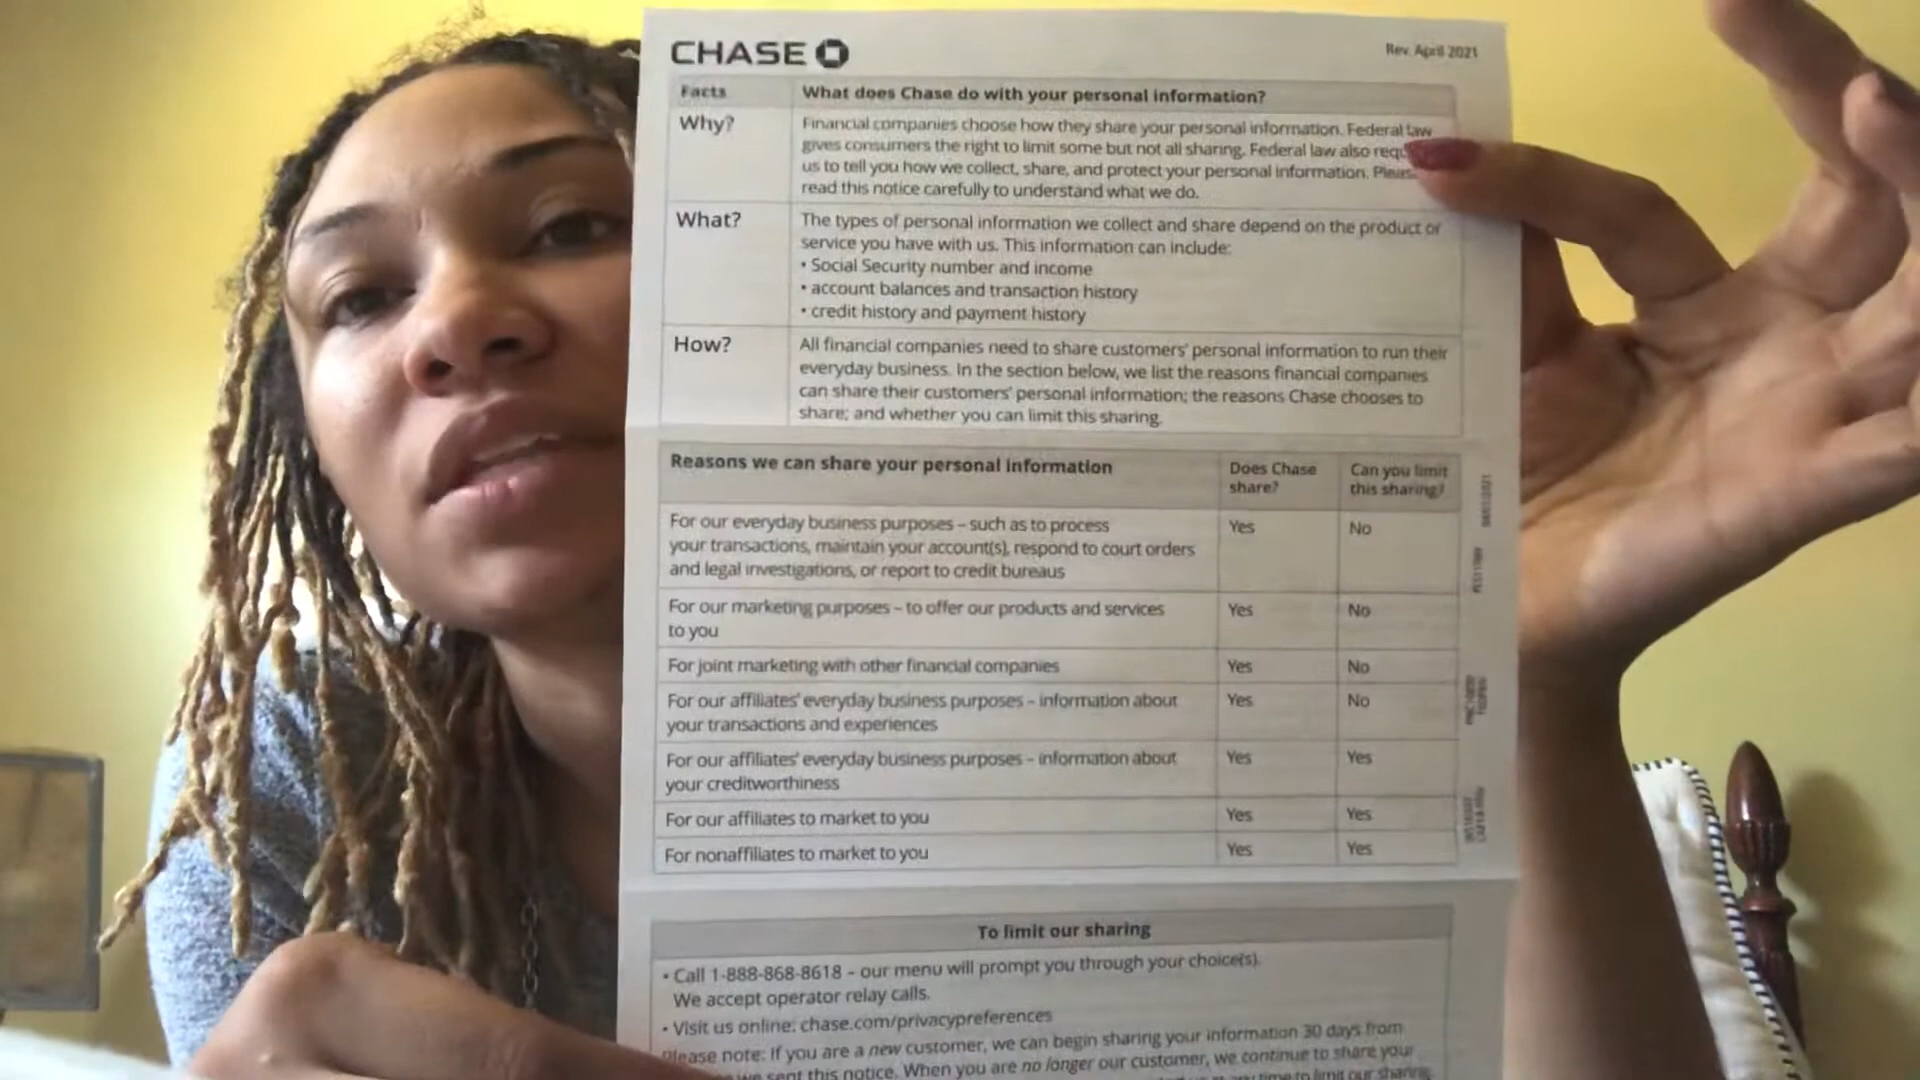 CHASE
Rev. April 2021
Facts
What does Chase do with your personal information?
Why?
Financial companies choose how they share your personal information. Federal law
gives consumers the right to limit some but not all sharing. Federal law also
us to tell you how we collect, share, and protect your personal information.
read this notice carefully to understand what we do.
What?
The types of personal information we collect and share depend on the product or
service you have with us. This information can include:
• Social Security number and income
• account balances and transaction history
• credit history and payment history
How?
All financial companies need to share customers' personal information to run their
everyday business. In the section below, we list the reasons financial companies
can share their customers' personal information; the reasons Chase chooses to
share; and whether you can limit this sharing.
Reasons we can share your personal information
Does Chase
share?
Can you limit
this sharing?
For our everyday business purposes – such as to process
your transactions, maintain your account(s), respond to court orders
and legal investigations, or report to credit bureaus
Yes
No
For our marketing purposes – to offer our products and services
to you
Yes
No
For joint marketing with other financial companies
Yes
No
For our affiliates' everyday business purposes – information about
your transactions and experiences
Yes
No
For our affiliates' everyday business purposes – information about
your creditworthiness
Yes
Yes
For our affiliates to market to you
Yes
Yes
For nonaffiliates to market to you
Yes
Yes
To limit our sharing
• Call 1-888-868-8618 – our menu will prompt you through your choice(s).
We accept operator relay calls.
• Visit us online: chase.com/privacypreferences
Please note: If you are a new customer, we can begin sharing your information 30 days from
we sent this notice. When you are no longer our customer, we continue to share your
time to limit our sharing